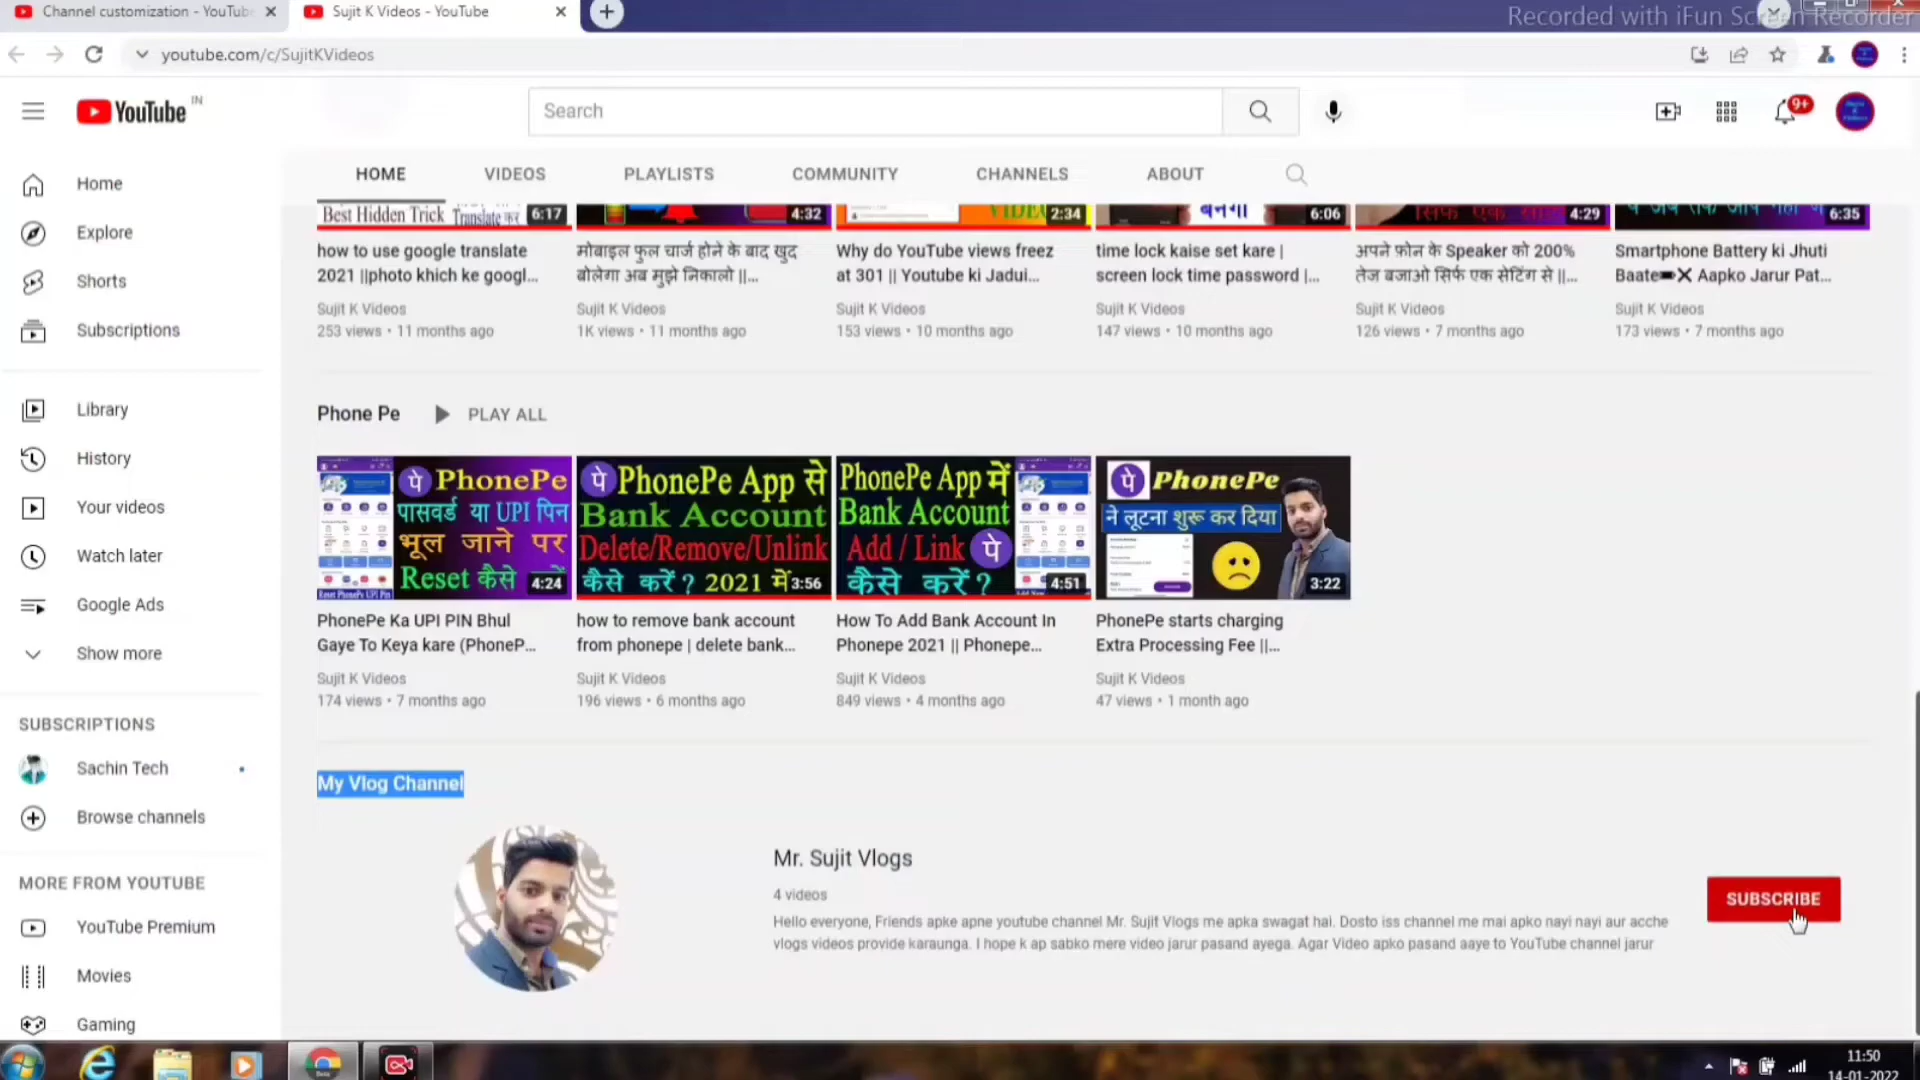 Channel customization - YouTube
Sujit K Videos - YouTube
Recorded with iFun Screen Recorder
youtube.com/c/SujitKVideos
YouTube IN
Search
9+
HOME
VIDEOS
PLAYLISTS
COMMUNITY
CHANNELS
ABOUT
Home
Explore
Shorts
Subscriptions
Library
History
Your videos
Watch later
Google Ads
Show more
SUBSCRIPTIONS
Sachin Tech
Browse channels
MORE FROM YOUTUBE
YouTube Premium
Movies
Gaming
Best Hidden Trick Translate कर 6:17
how to use google translate
2021 ||photo khich ke googl...
Sujit K Videos
253 views • 11 months ago
4:32
मोबाइल फुल चार्ज होने के बाद खुद
बोलेगा अब मुझे निकालो ||...
Sujit K Videos
1K views • 11 months ago
2:34
Why do YouTube views freez
at 301 || Youtube ki Jadui...
Sujit K Videos
153 views • 10 months ago
बनेगा 6:06
time lock kaise set kare |
screen lock time password |...
Sujit K Videos
147 views • 10 months ago
4:29
अपने फ़ोन के Speaker को 200%
तेज बजाओ सिर्फ एक सेटिंग से ||...
Sujit K Videos
126 views • 7 months ago
6:35
Smartphone Battery ki Jhuti
Baate Aapko Jarur Pat...
Sujit K Videos
173 views • 7 months ago
Phone Pe
PLAY ALL
पे PhonePe
पासवर्ड या UPI पिन
भूल जाने पर
Reset कैसे 4:24
Reset PhonePe UPI Pin
PhonePe Ka UPI PIN Bhul
Gaye To Keya kare (PhoneP...
Sujit K Videos
174 views • 7 months ago
पे PhonePe App से
Bank Account
Delete/Remove/Unlink
कैसे करें ? 2021 में 3:56
how to remove bank account
from phonepe | delete bank...
Sujit K Videos
196 views • 6 months ago
PhonePe App में
Bank Account
Add / Link पे
कैसे करें ? 4:51
How To Add Bank Account In
Phonepe 2021 || Phonepe...
Sujit K Videos
849 views • 4 months ago
पे PhonePe
ने लूटना शुरू कर दिया
3:22
PhonePe starts charging
Extra Processing Fee ||...
Sujit K Videos
47 views • 1 month ago
My Vlog Channel
Mr. Sujit Vlogs
4 videos
Hello everyone, Friends apke apne youtube channel Mr. Sujit Vlogs me apka swagat hai. Dosto iss channel me mai apko nayi nayi aur acche
vlogs videos provide karaunga. I hope k ap sabko mere video jarur pasand ayega. Agar Video apko pasand aaye to YouTube channel jarur
SUBSCRIBE
11:50
14-01-2022